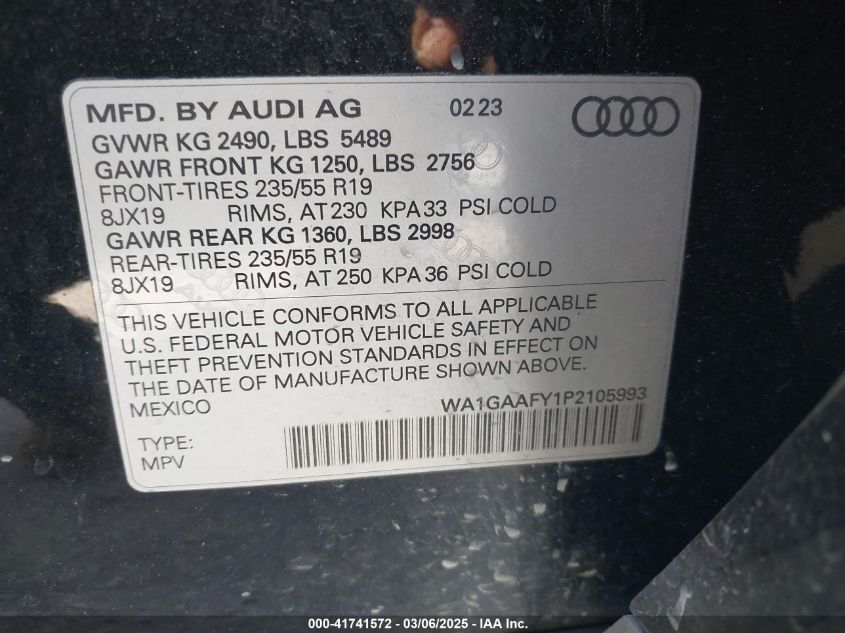 MFD. BY AUDI AG 02 23
GVWR KG 2490, LBS 5489
GAWR FRONT KG 1250, LBS 2756
FRONT-TIRES 235/55 R19
8JX19 RIMS, AT 230 KPA 33 PSI COLD
GAWR REAR KG 1360, LBS 2998
REAR-TIRES 235/55 R19
8JX19 RIMS, AT 250 KPA 36 PSI COLD
THIS VEHICLE CONFORMS TO ALL APPLICABLE
U.S. FEDERAL MOTOR VEHICLE SAFETY AND
THEFT PREVENTION STANDARDS IN EFFECT ON
THE DATE OF MANUFACTURE SHOWN ABOVE.
MEXICO WA1GAAFY1P2105993
TYPE:
MPV
000-41741572 - 03/06/2025 - IAA Inc.